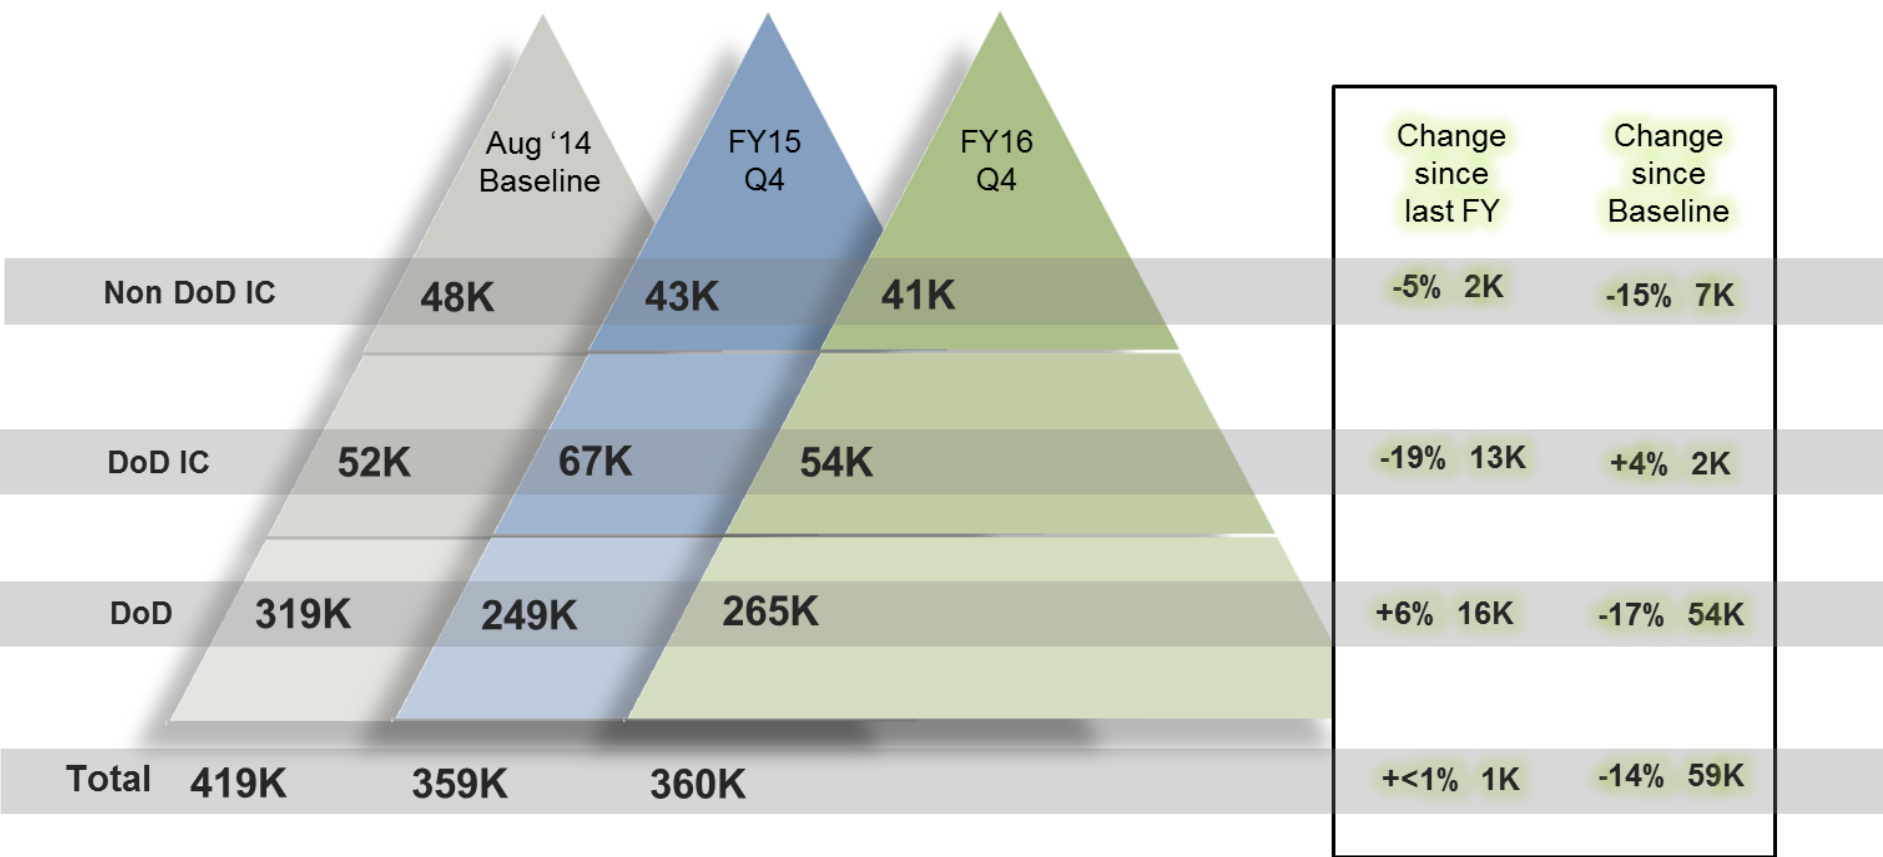 Aug ‘14
Baseline
FY15
Q4
FY16
Q4
Change
since
last FY
Change
since
Baseline
Non DoD IC 48K 43K 41K -5% 2K -15% 7K
DoD IC 52K 67K 54K -19% 13K +4% 2K
DoD 319K 249K 265K +6% 16K -17% 54K
Total 419K 359K 360K +<1% 1K -14% 59K